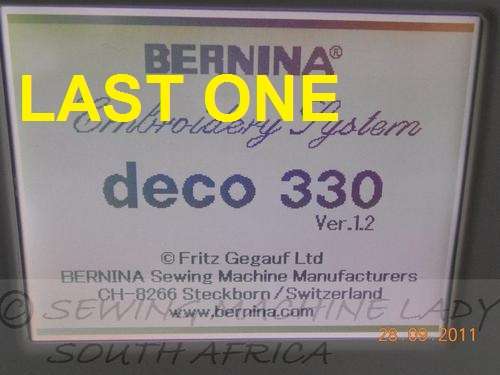 BERNINA®
LAST ONE
Embroidery System
deco 330
Ver.1.2
© Fritz Gegauf Ltd
BERNINA Sewing Machine Manufacturers
CH-8266 Steckborn/Switzerland
www.bernina.com
© SEWING MACHINE LADY
SOUTH AFRICA
28 09 2011